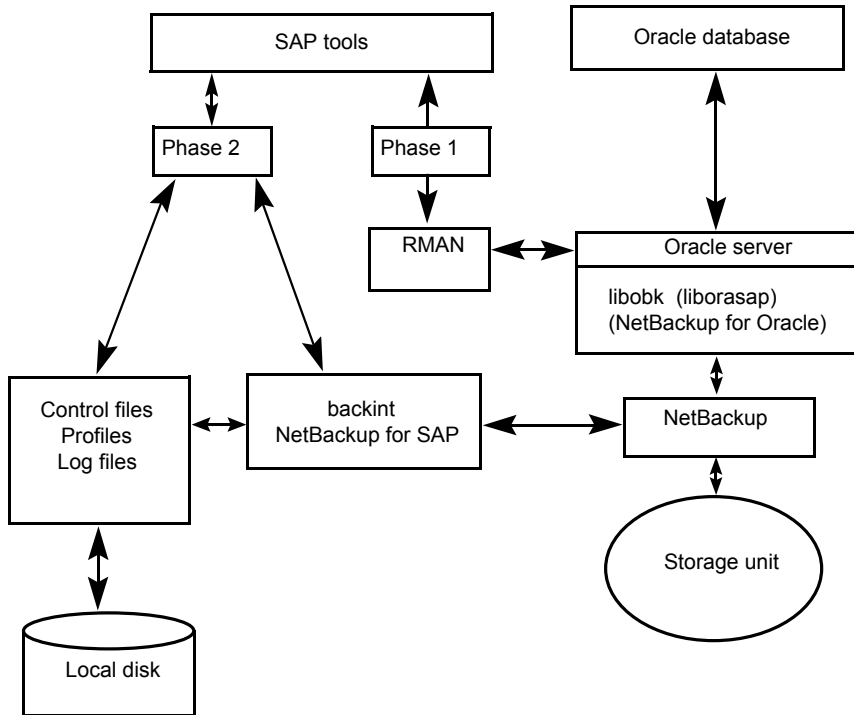 SAP tools
Oracle database
Phase 2
Phase 1
RMAN
Oracle server
libobk (liborasap)
(NetBackup for Oracle)
Control files
Profiles
Log files
backint
NetBackup for SAP
NetBackup
Storage unit
Local disk